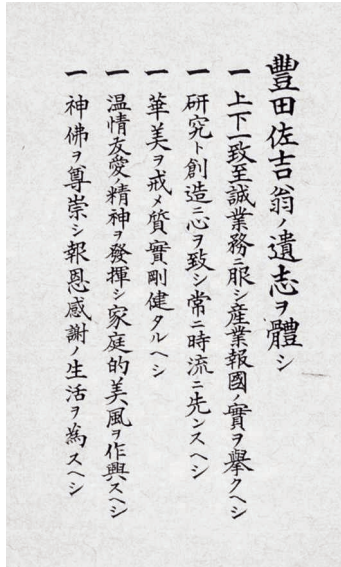 豐田佐吉翁ノ遺志ヲ體シ
一 上下一致至誠業務ニ服シ産業報國ノ實ヲ擧クヘシ
一 研究ト創造ニ心ヲ致シ常ニ時流ニ先ンスヘシ
一 華美ヲ戒メ質實剛健タルヘシ
一 温情友愛ノ精神ヲ發揮シ家庭的美風ヲ作興スヘシ
一 神佛ヲ尊崇シ報恩感謝ノ生活ヲ為スヘシ